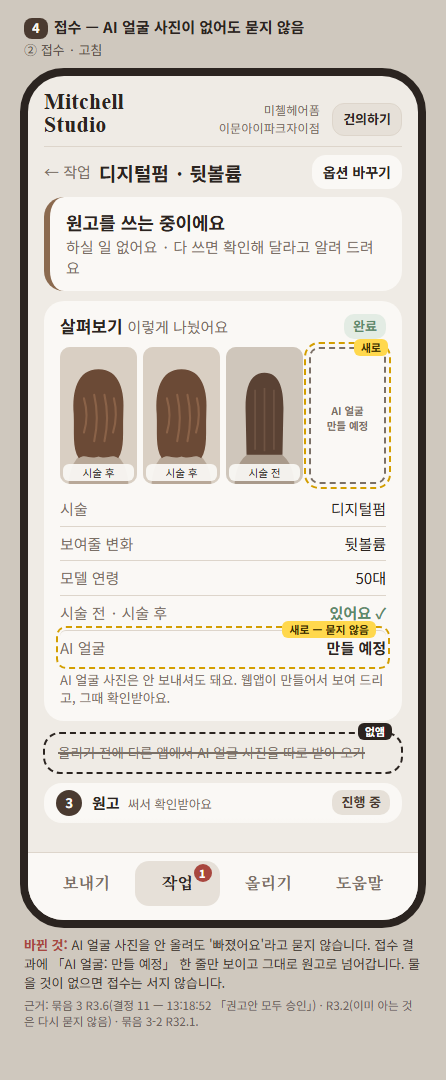 4 접수 — AI 얼굴 사진이 없어도 묻지 않음
② 접수 · 고침
Mitchell
Studio
미첼헤어폼
이문아이파크자이점
건의하기
← 작업 디지털펌 · 뒷볼륨
옵션 바꾸기
원고를 쓰는 중이에요
하실 일 없어요 · 다 쓰면 확인해 달라고 알려 드려
요
살펴보기 이렇게 나눴어요
완료
새로
시술 후
시술 후
시술 전
AI 얼굴
만들 예정
시술 디지털펌
보여줄 변화 뒷볼륨
모델 연령 50대
시술 전 · 시술 후 있어요 ✓
새로 — 묻지 않음
AI 얼굴 만들 예정
AI 얼굴 사진은 안 보내셔도 돼요. 웹앱이 만들어서 보여 드리
고, 그때 확인받아요.
없앰
올리기 전에 다른 앱에서 AI 얼굴 사진을 따로 받아 오기
3 원고 써서 확인받아요
진행 중
보내기 작업 1 올리기 도움말
바뀐 것: AI 얼굴 사진을 안 올려도 '빠졌어요'라고 묻지 않습니다. 접수 결
과에 「AI 얼굴: 만들 예정」 한 줄만 보이고 그대로 원고로 넘어갑니다. 물
을 것이 없으면 접수는 서지 않습니다.
근거: 묶음 3 R3.6(결정 11 — 13:18:52 「권고안 모두 승인」) · R3.2(이미 아는 것
은 다시 묻지 않음) · 묶음 3-2 R32.1.